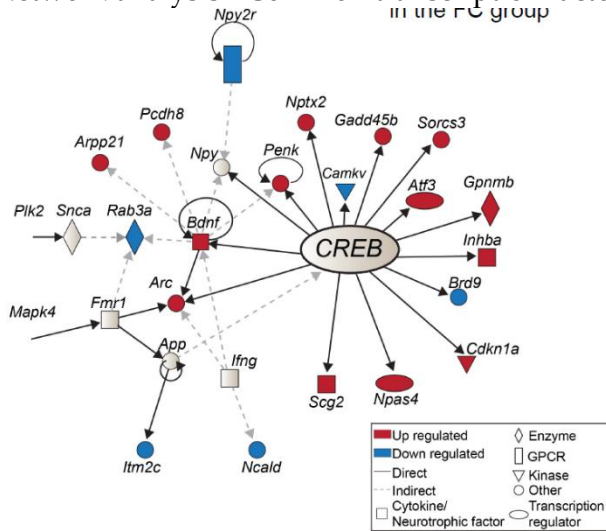 in the FC group
Npy2r
Pcdh8
Nptx2
Gadd45b
Sorcs3
Arpp21
Npy
Penk
Camkv
Atf3
Gpnmb
Plk2
Snca
Rab3a
Bdnf
CREB
Inhba
Arc
Brd9
Mapk4
Fmr1
App
Ifng
Cdkn1a
Scg2
Npas4
Itm2c
Ncald
Up regulated
Down regulated
Direct
Indirect
Cytokine/
Neurotrophic factor
Enzyme
GPCR
Kinase
Other
Transcription
regulator